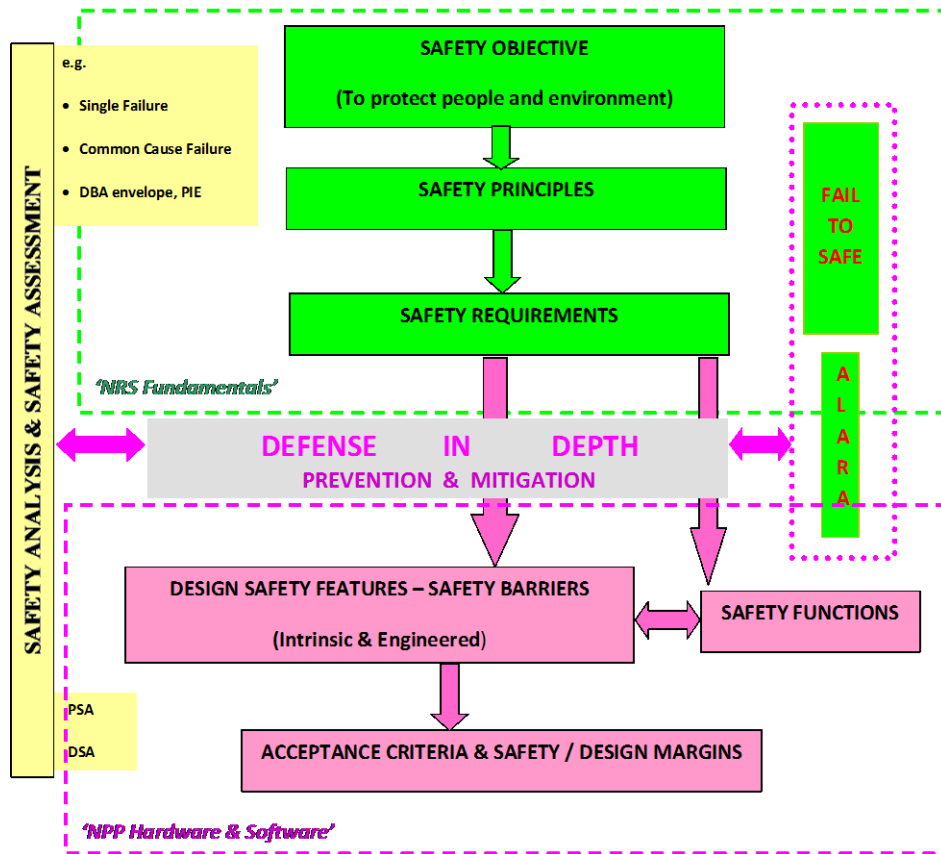 SAFETY ANALYSIS & SAFETY ASSESSMENT
e.g.
• Single Failure
• Common Cause Failure
• DBA envelope, PIE
SAFETY OBJECTIVE
(To protect people and environment)
SAFETY PRINCIPLES
SAFETY REQUIREMENTS
FAIL
TO
SAFE
A
L
A
R
A
'NRS Fundamentals'
DEFENSE IN DEPTH
PREVENTION & MITIGATION
DESIGN SAFETY FEATURES – SAFETY BARRIERS
(Intrinsic & Engineered)
SAFETY FUNCTIONS
PSA
DSA
ACCEPTANCE CRITERIA & SAFETY / DESIGN MARGINS
'NPP Hardware & Software'